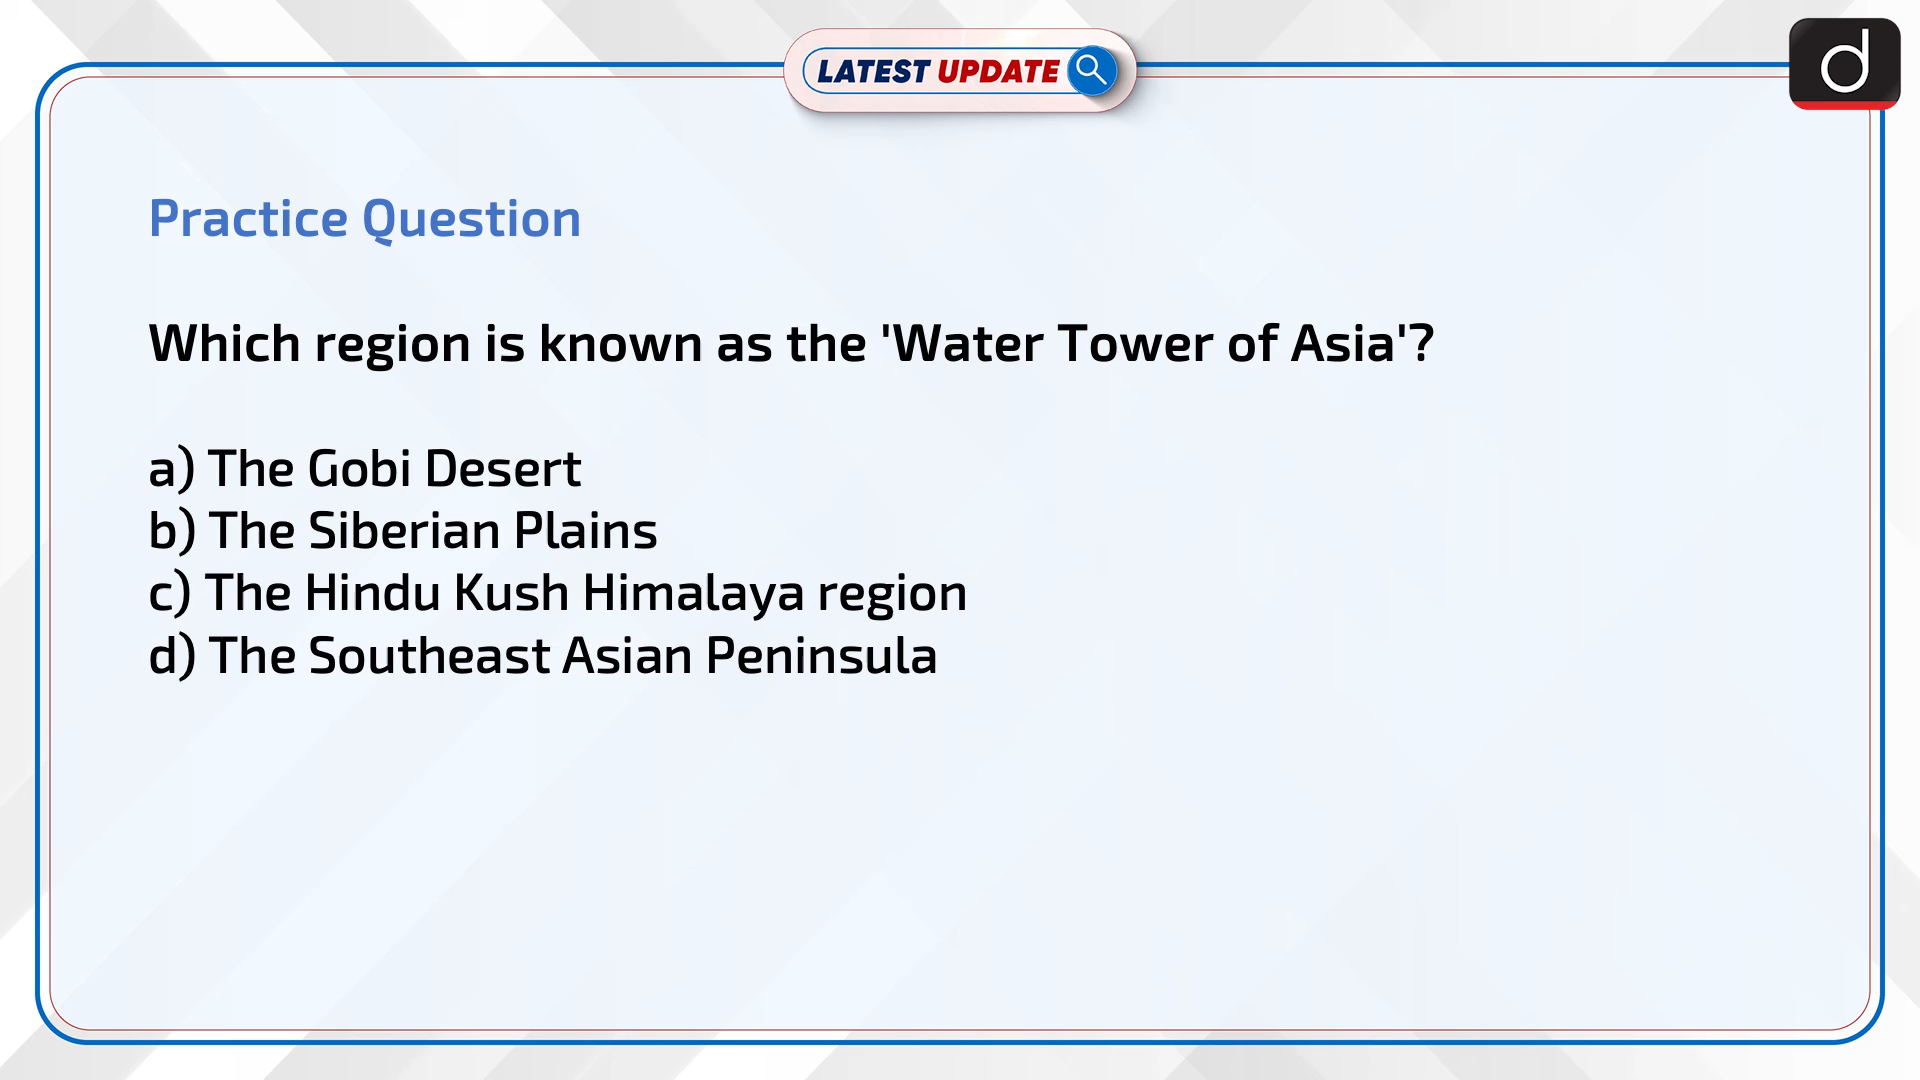 LATEST UPDATE
d
Practice Question
Which region is known as the 'Water Tower of Asia'?
a) The Gobi Desert
b) The Siberian Plains
c) The Hindu Kush Himalaya region
d) The Southeast Asian Peninsula